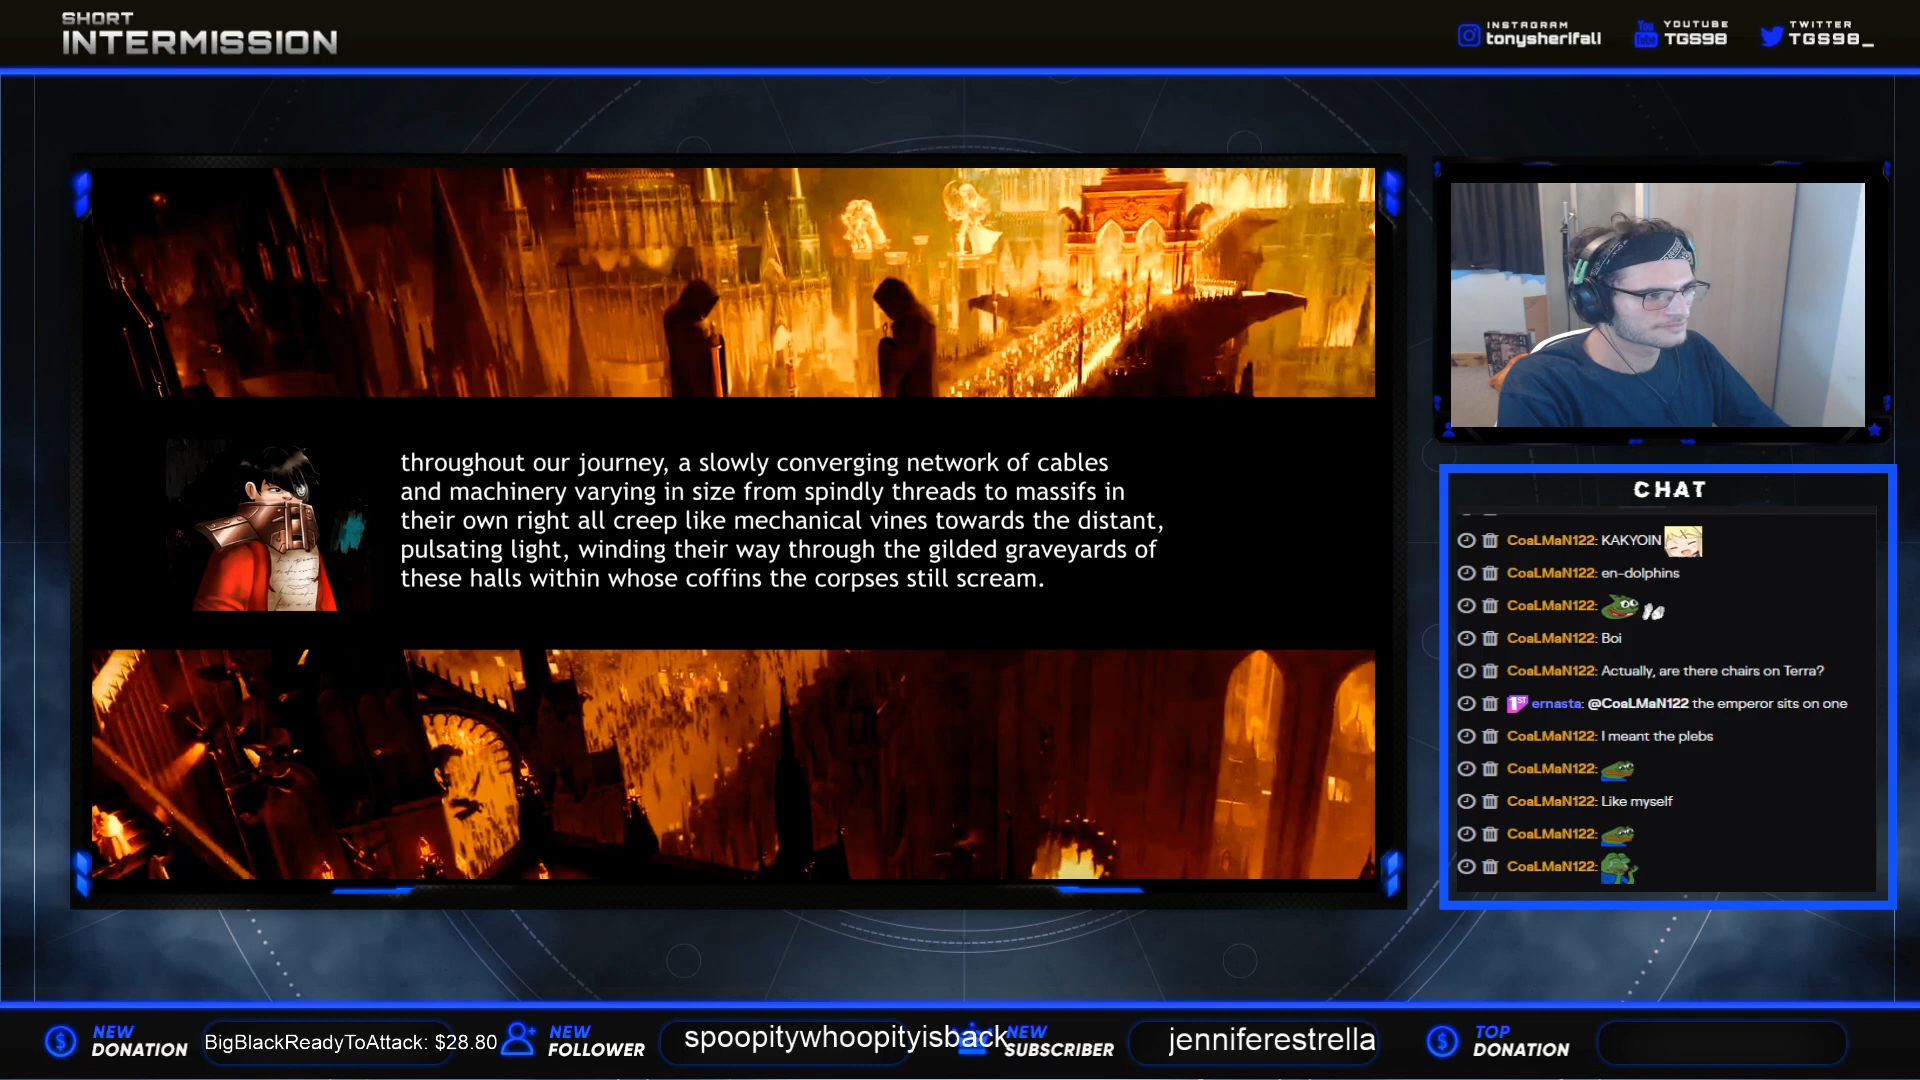 SHORT
INTERMISSION
INSTAGRAM
tonysherifali
YOUTUBE
TGS98
TWITTER
TGS98_
throughout our journey, a slowly converging network of cables
and machinery varying in size from spindly threads to massifs in
their own right all creep like mechanical vines towards the distant,
pulsating light, winding their way through the gilded graveyards of
these halls within whose coffins the corpses still scream.
CHAT
CoaLMaN122: KAKYOIN
CoaLMaN122: en-dolphins
CoaLMaN122:
CoaLMaN122: Boi
CoaLMaN122: Actually, are there chairs on Terra?
1ST ernasta: @CoaLMaN122 the emperor sits on one
CoaLMaN122: I meant the plebs
CoaLMaN122:
CoaLMaN122: Like myself
CoaLMaN122:
CoaLMaN122:
NEW
DONATION
BigBlackReadyToAttack: $28.80
NEW
FOLLOWER
spoopitywhoopityisback
NEW
SUBSCRIBER
jenniferestrella
TOP
DONATION